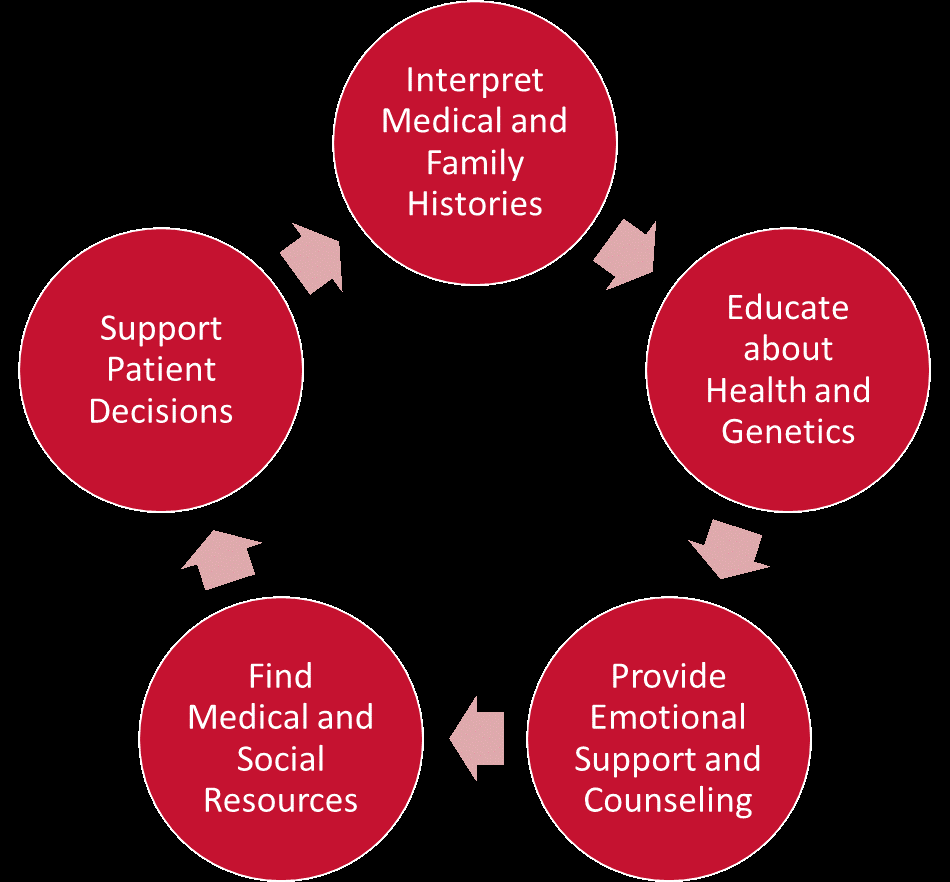 Interpret
Medical and
Family
Histories
Educate
about
Health and
Genetics
Provide
Emotional
Support and
Counseling
Find
Medical and
Social
Resources
Support
Patient
Decisions